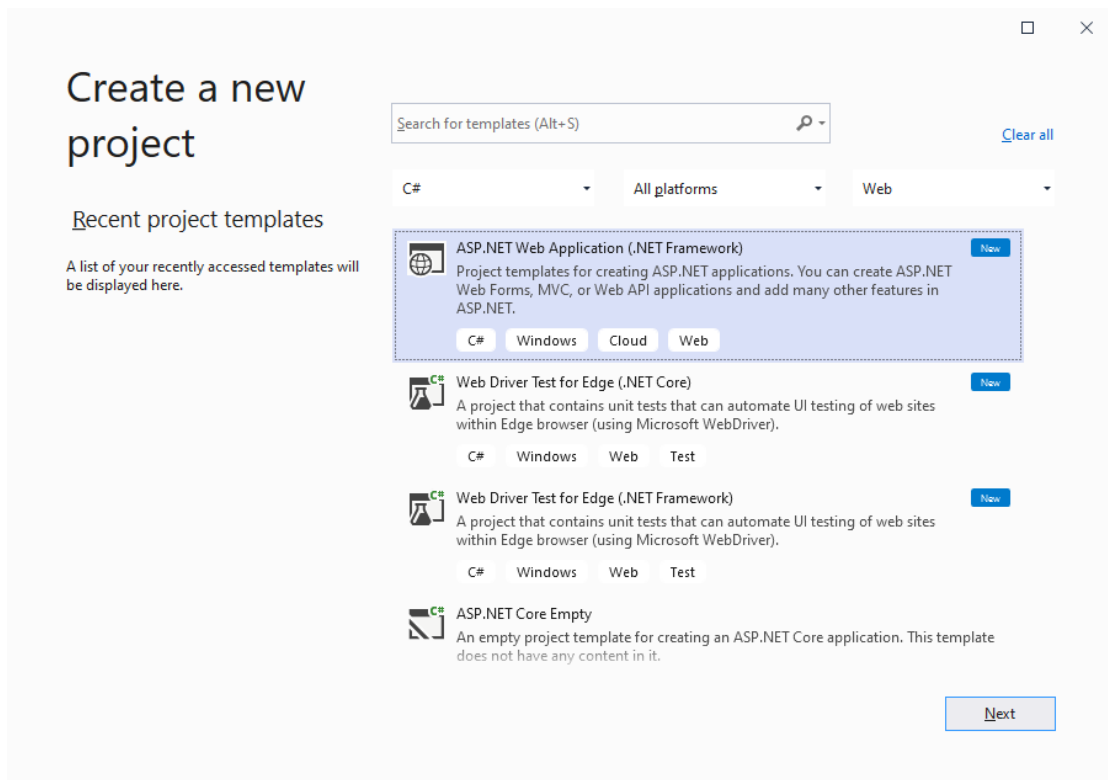 Create a new
project
Search for templates (Alt+S)
Clear all
C#
All platforms
Web
Recent project templates
A list of your recently accessed templates will
be displayed here.
ASP.NET Web Application (.NET Framework)
New
Project templates for creating ASP.NET applications. You can create ASP.NET
Web Forms, MVC, or Web API applications and add many other features in
ASP.NET.
C# Windows Cloud Web
C#
Web Driver Test for Edge (.NET Core)
New
A project that contains unit tests that can automate UI testing of web sites
within Edge browser (using Microsoft WebDriver).
C# Windows Web Test
C#
Web Driver Test for Edge (.NET Framework)
New
A project that contains unit tests that can automate UI testing of web sites
within Edge browser (using Microsoft WebDriver).
C# Windows Web Test
C#
ASP.NET Core Empty
An empty project template for creating an ASP.NET Core application. This template
does not have any content in it.
Next